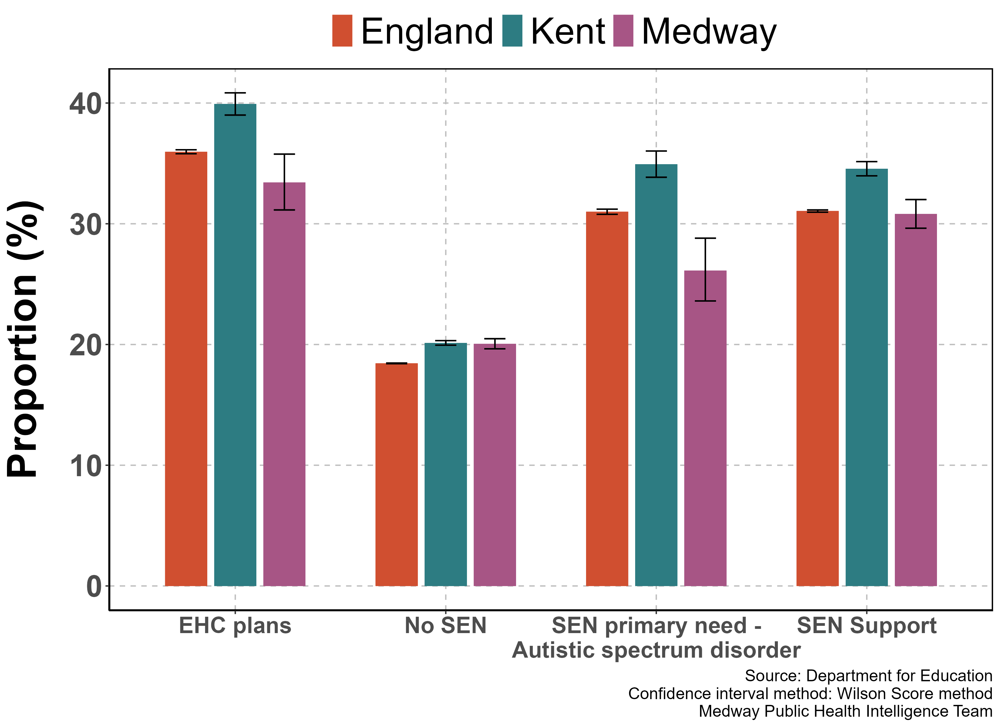 England Kent Medway
Proportion (%)
40
30
20
10
0
EHC plans No SEN SEN primary need - SEN Support
Autistic spectrum disorder
Source: Department for Education
Confidence interval method: Wilson Score method
Medway Public Health Intelligence Team